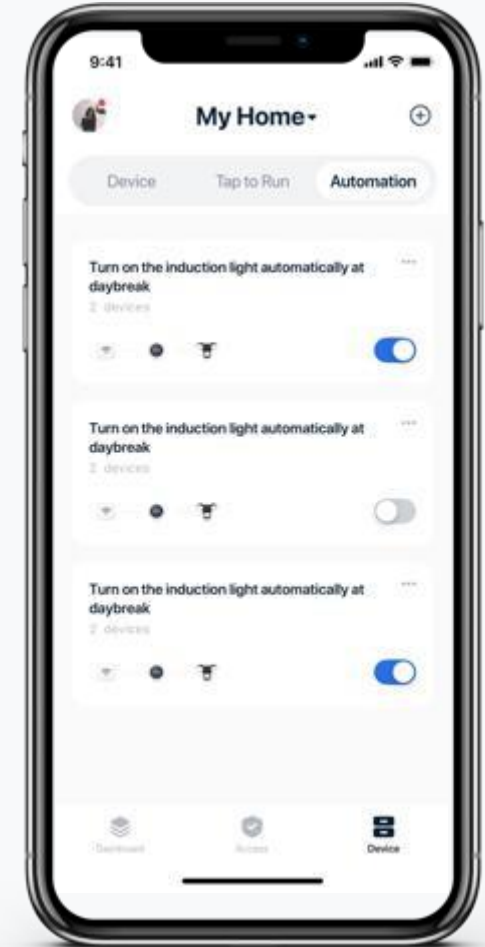 9:41
My Home
Device Tap to Run Automation
Turn on the induction light automatically at
daybreak
2 devices
Turn on the induction light automatically at
daybreak
2 devices
Turn on the induction light automatically at
daybreak
2 devices
Dashboard Access Device